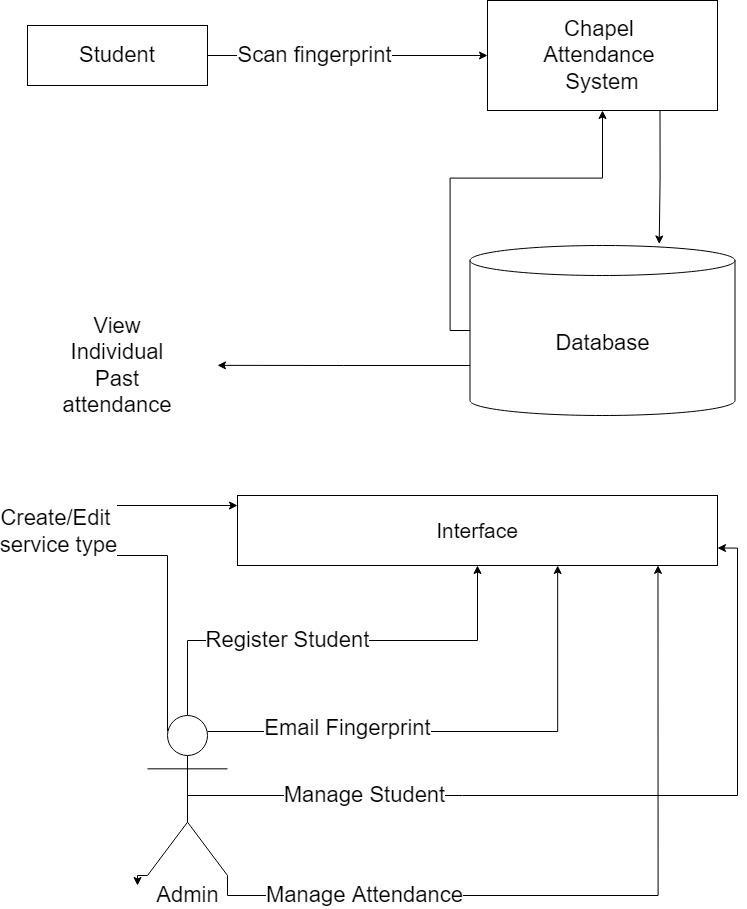 Student
Scan fingerprint
Chapel
Attendance
System
Database
View
Individual
Past
attendance
Create/Edit
service type
Interface
Register Student
Email Fingerprint
Manage Student
Admin
Manage Attendance